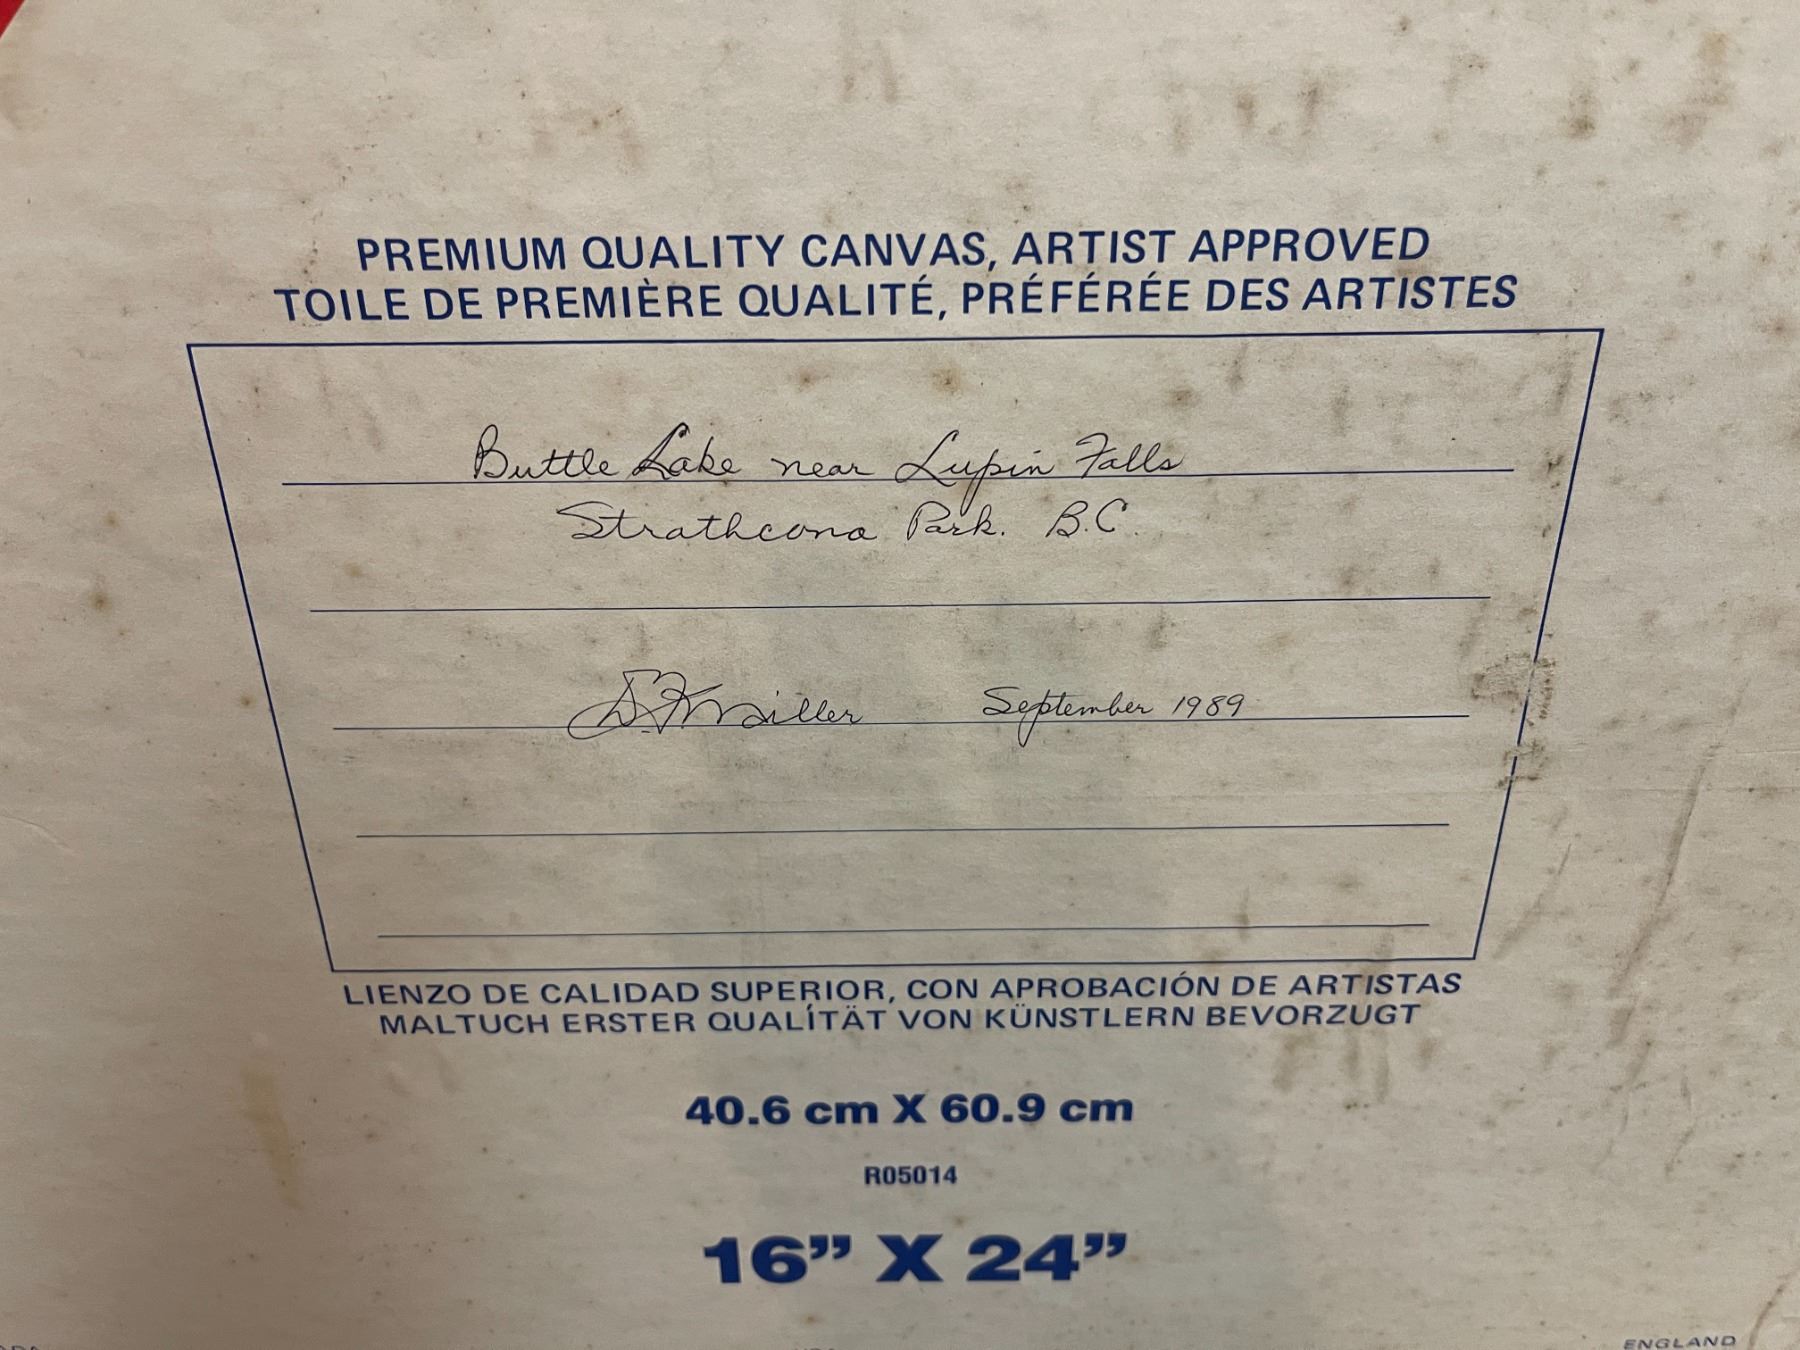 PREMIUM QUALITY CANVAS, ARTIST APPROVED
TOILE DE PREMIÈRE QUALITÉ, PRÉFÉRÉE DES ARTISTES
Buttle Lake near Lupin Falls
Strathcona Park. B.C.
D.F. Miller September 1989
LIENZO DE CALIDAD SUPERIOR, CON APROBACIÓN DE ARTISTAS
MALTUCH ERSTER QUALÍTÄT VON KÜNSTLERN BEVORZUGT
40.6 cm X 60.9 cm
R05014
16” X 24”
ENGLAND